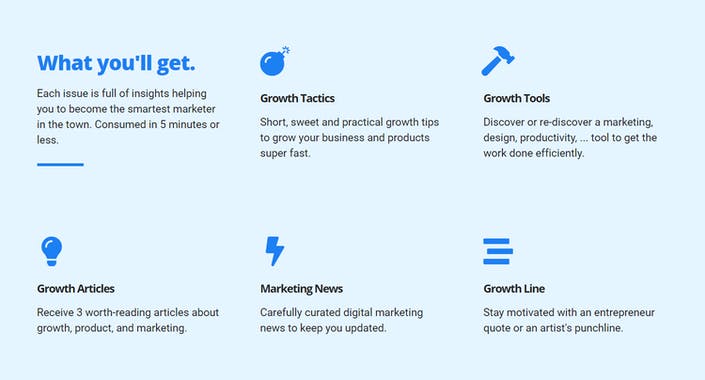 What you'll get.
Each issue is full of insights helping
you to become the smartest marketer
in the town. Consumed in 5 minutes or
less.
Growth Tactics
Short, sweet and practical growth tips
to grow your business and products
super fast.
Growth Tools
Discover or re-discover a marketing,
design, productivity, ... tool to get the
work done efficiently.
Growth Articles
Receive 3 worth-reading articles about
growth, product, and marketing.
Marketing News
Carefully curated digital marketing
news to keep you updated.
Growth Line
Stay motivated with an entrepreneur
quote or an artist's punchline.